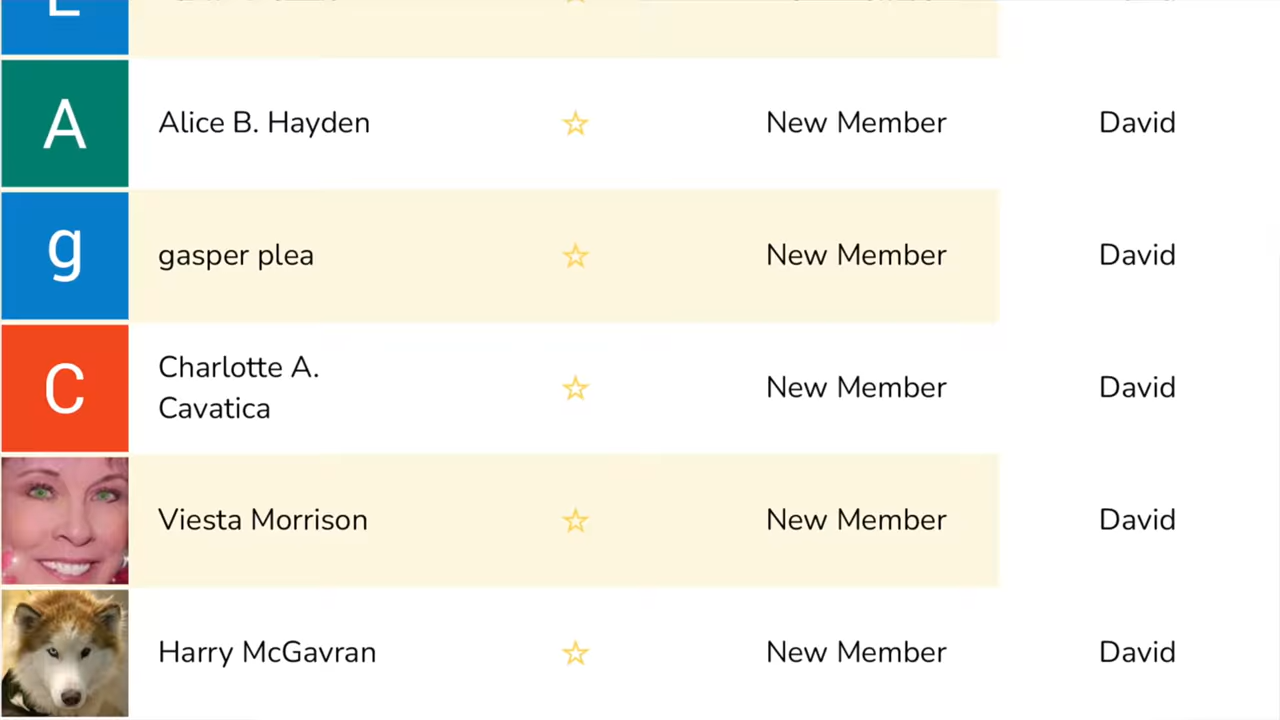 A
Alice B. Hayden
☆
New Member
David
g
gasper plea
☆
New Member
David
C
Charlotte A.
Cavatica
☆
New Member
David
Viesta Morrison
☆
New Member
David
Harry McGavran
☆
New Member
David